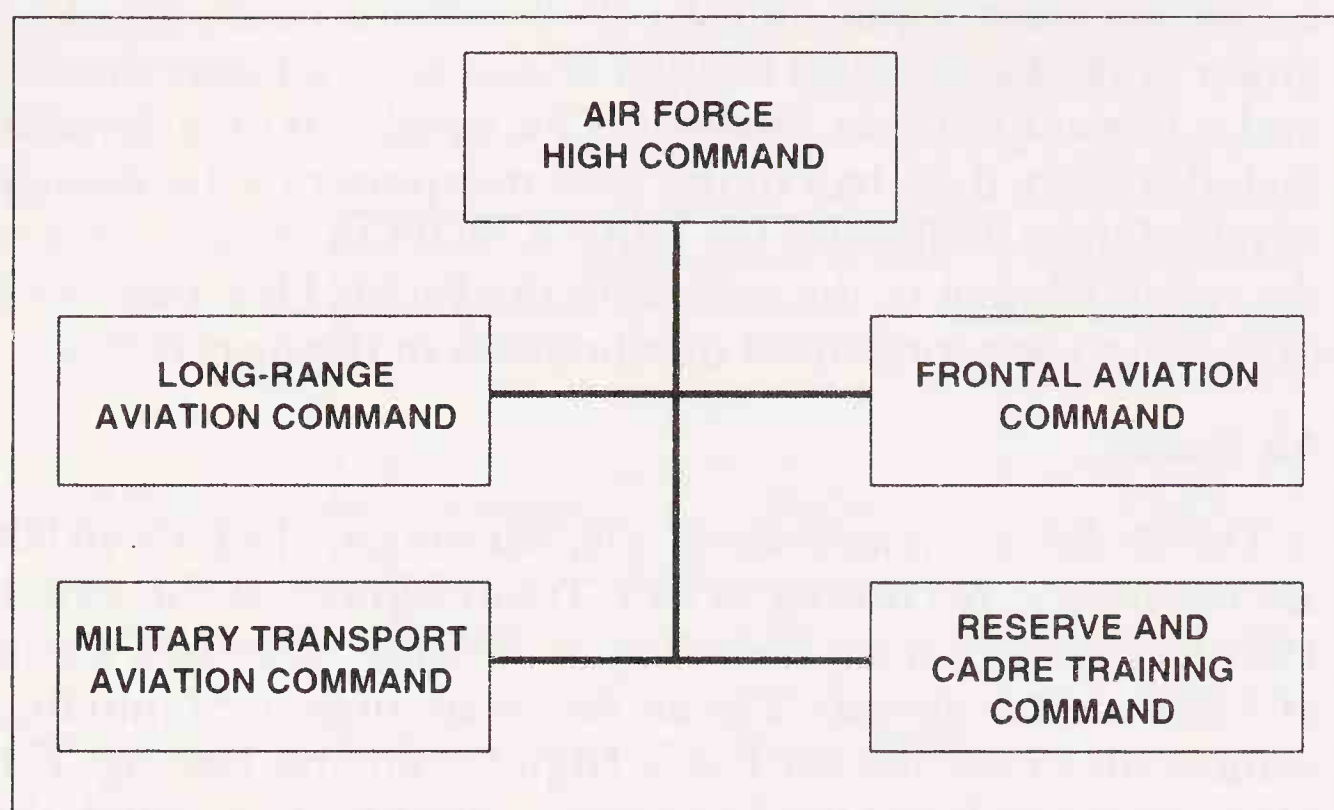 AIR FORCE
HIGH COMMAND
LONG-RANGE
AVIATION COMMAND
FRONTAL AVIATION
COMMAND
MILITARY TRANSPORT
AVIATION COMMAND
RESERVE AND
CADRE TRAINING
COMMAND